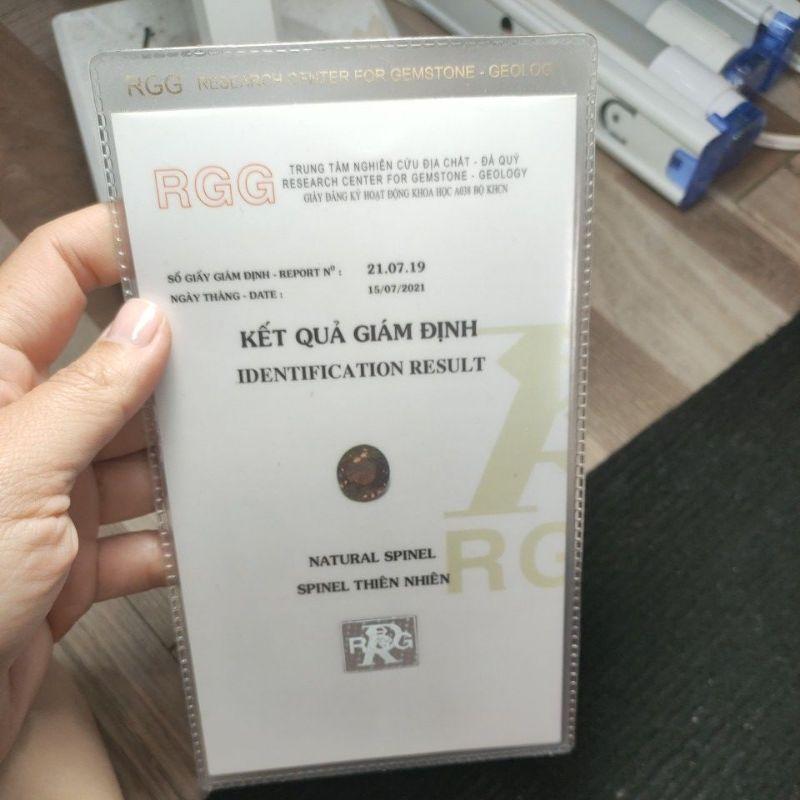 RGG RESEARCH CENTER FOR GEMSTONE - GEOLOG
RGG
TRUNG TÂM NGHIÊN CỨU ĐỊA CHẤT - ĐÁ QUÝ
RESEARCH CENTER FOR GEMSTONE - GEOLOGY
GIẤY ĐĂNG KÝ HOẠT ĐỘNG KHOA HỌC A038 BỘ KHCN
SỐ GIẤY GIÁM ĐỊNH - REPORT Nº : 21.07.19
NGÀY THÁNG - DATE : 15/07/2021
KẾT QUẢ GIÁM ĐỊNH
IDENTIFICATION RESULT
NATURAL SPINEL
SPINEL THIÊN NHIÊN
RG
RGG